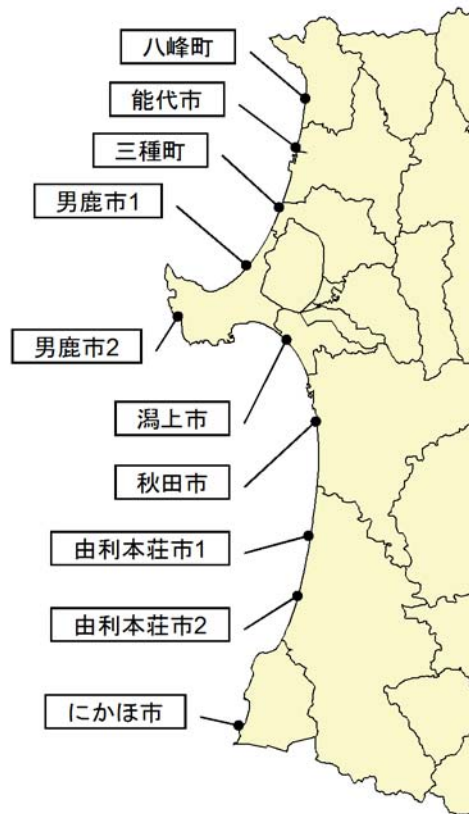 八峰町
能代市
三種町
男鹿市1
男鹿市2
潟上市
秋田市
由利本荘市1
由利本荘市2
にかほ市